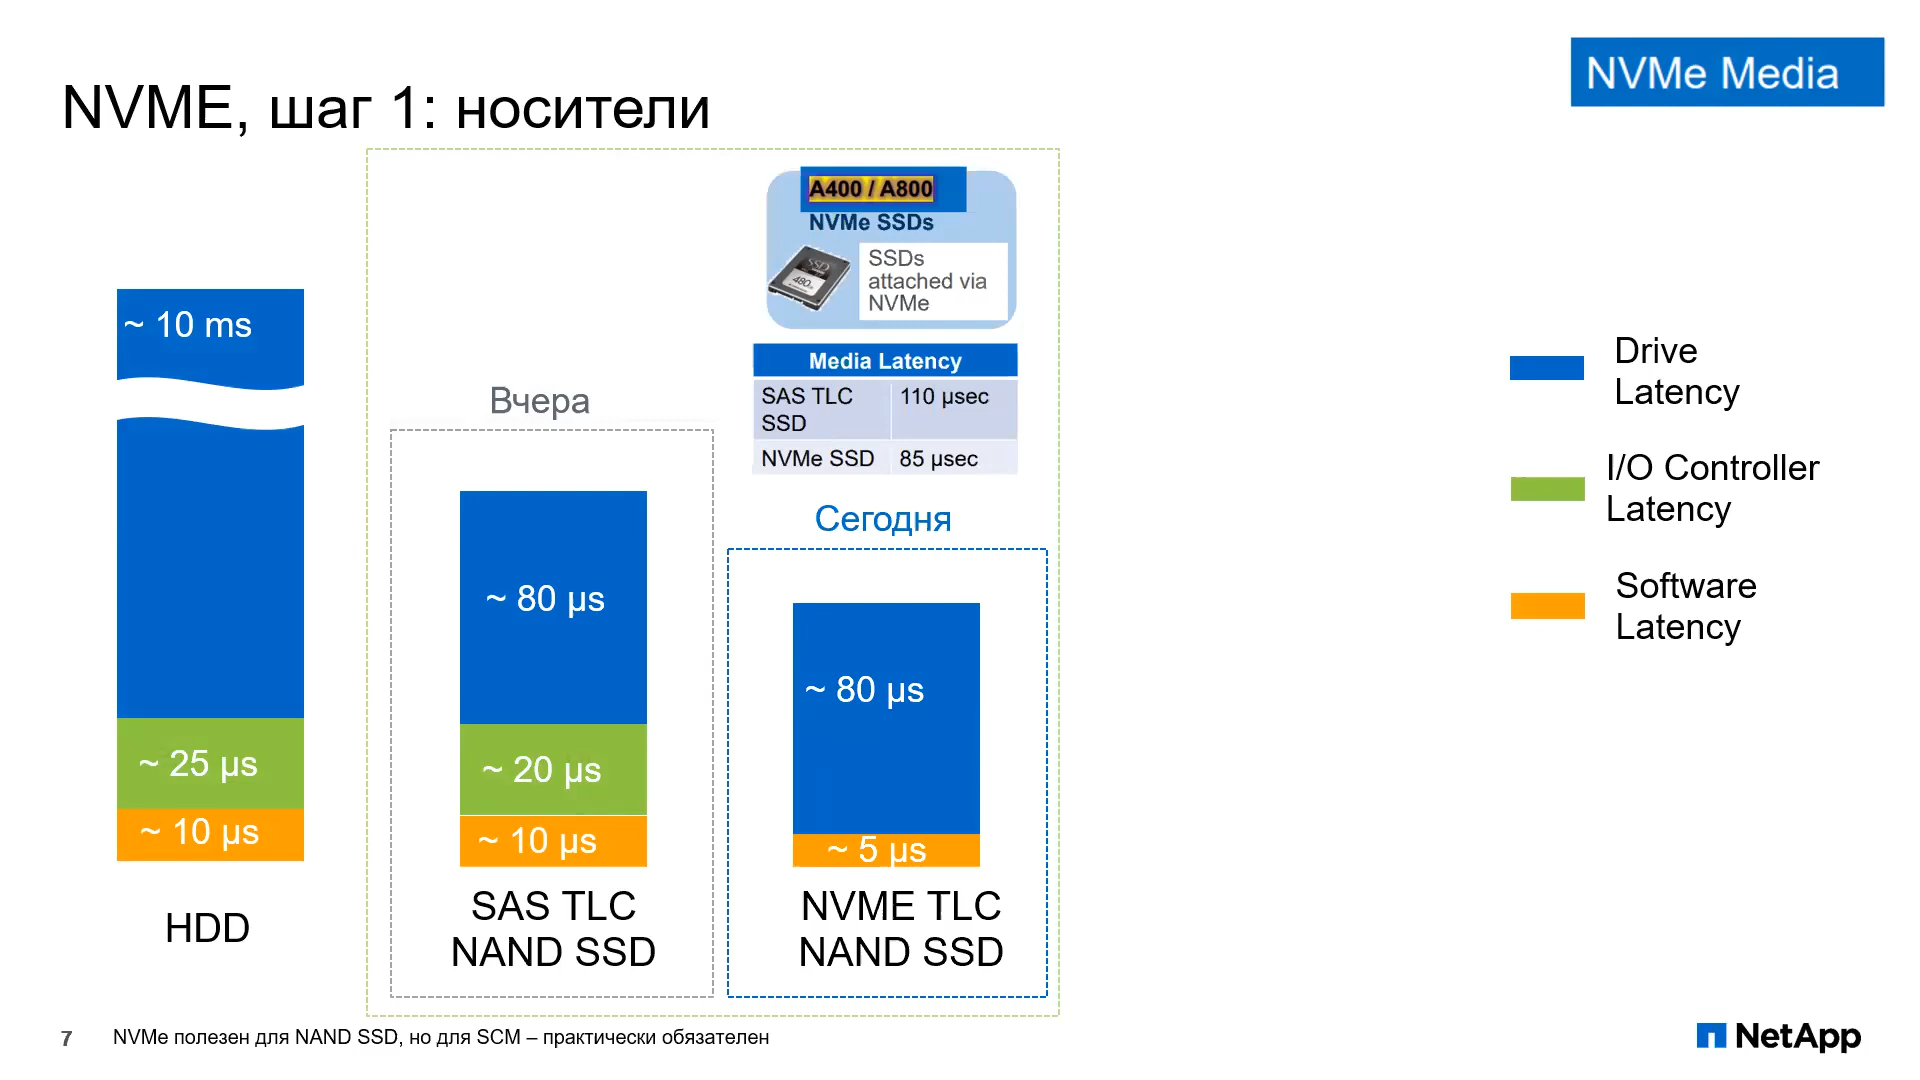 NVMe Media
NVME, шаг 1: носители
A400 / A800
NVMe SSDs
SSD
480
SSDs
attached via
NVMe
~ 10 ms
Media Latency
SAS TLC
SSD
110 μsec
NVMe SSD
85 μsec
Вчера
Сегодня
~ 80 μs
~ 80 μs
~ 25 μs
~ 20 μs
~ 10 μs
~ 10 μs
~ 5 μs
HDD
SAS TLC
NAND SSD
NVME TLC
NAND SSD
Drive
Latency
I/O Controller
Latency
Software
Latency
7
NVMe полезен для NAND SSD, но для SCM – практически обязателен
NetApp